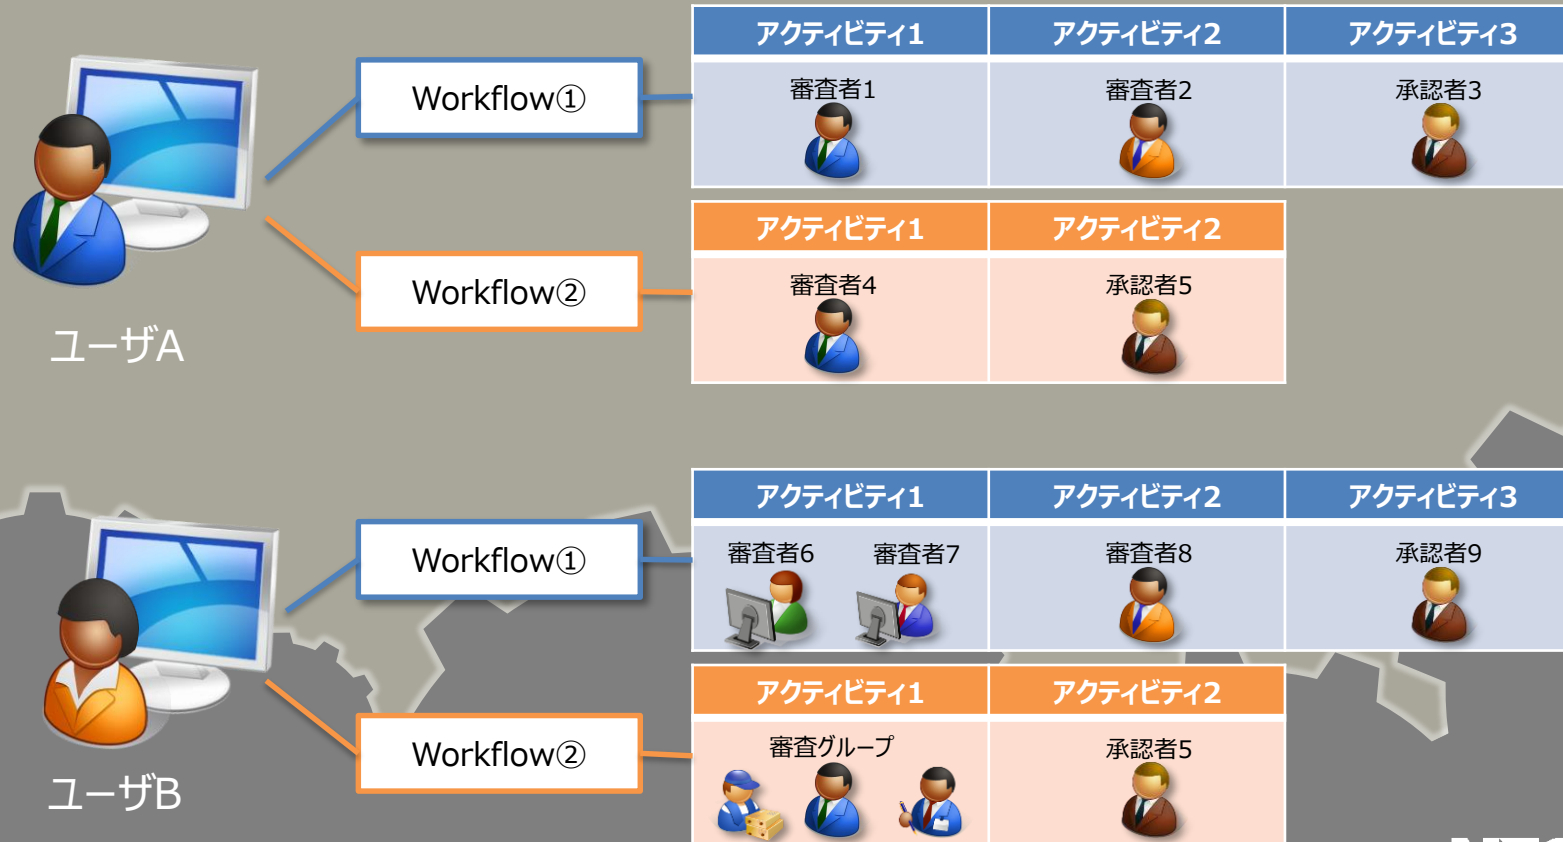 アクティビティ1 アクティビティ2 アクティビティ3
Workflow①
審査者1 審査者2 承認者3
アクティビティ1 アクティビティ2
Workflow②
審査者4 承認者5
ユーザA
アクティビティ1 アクティビティ2 アクティビティ3
Workflow①
審査者6 審査者7 審査者8 承認者9
アクティビティ1 アクティビティ2
Workflow②
審査グループ 承認者5
ユーザB